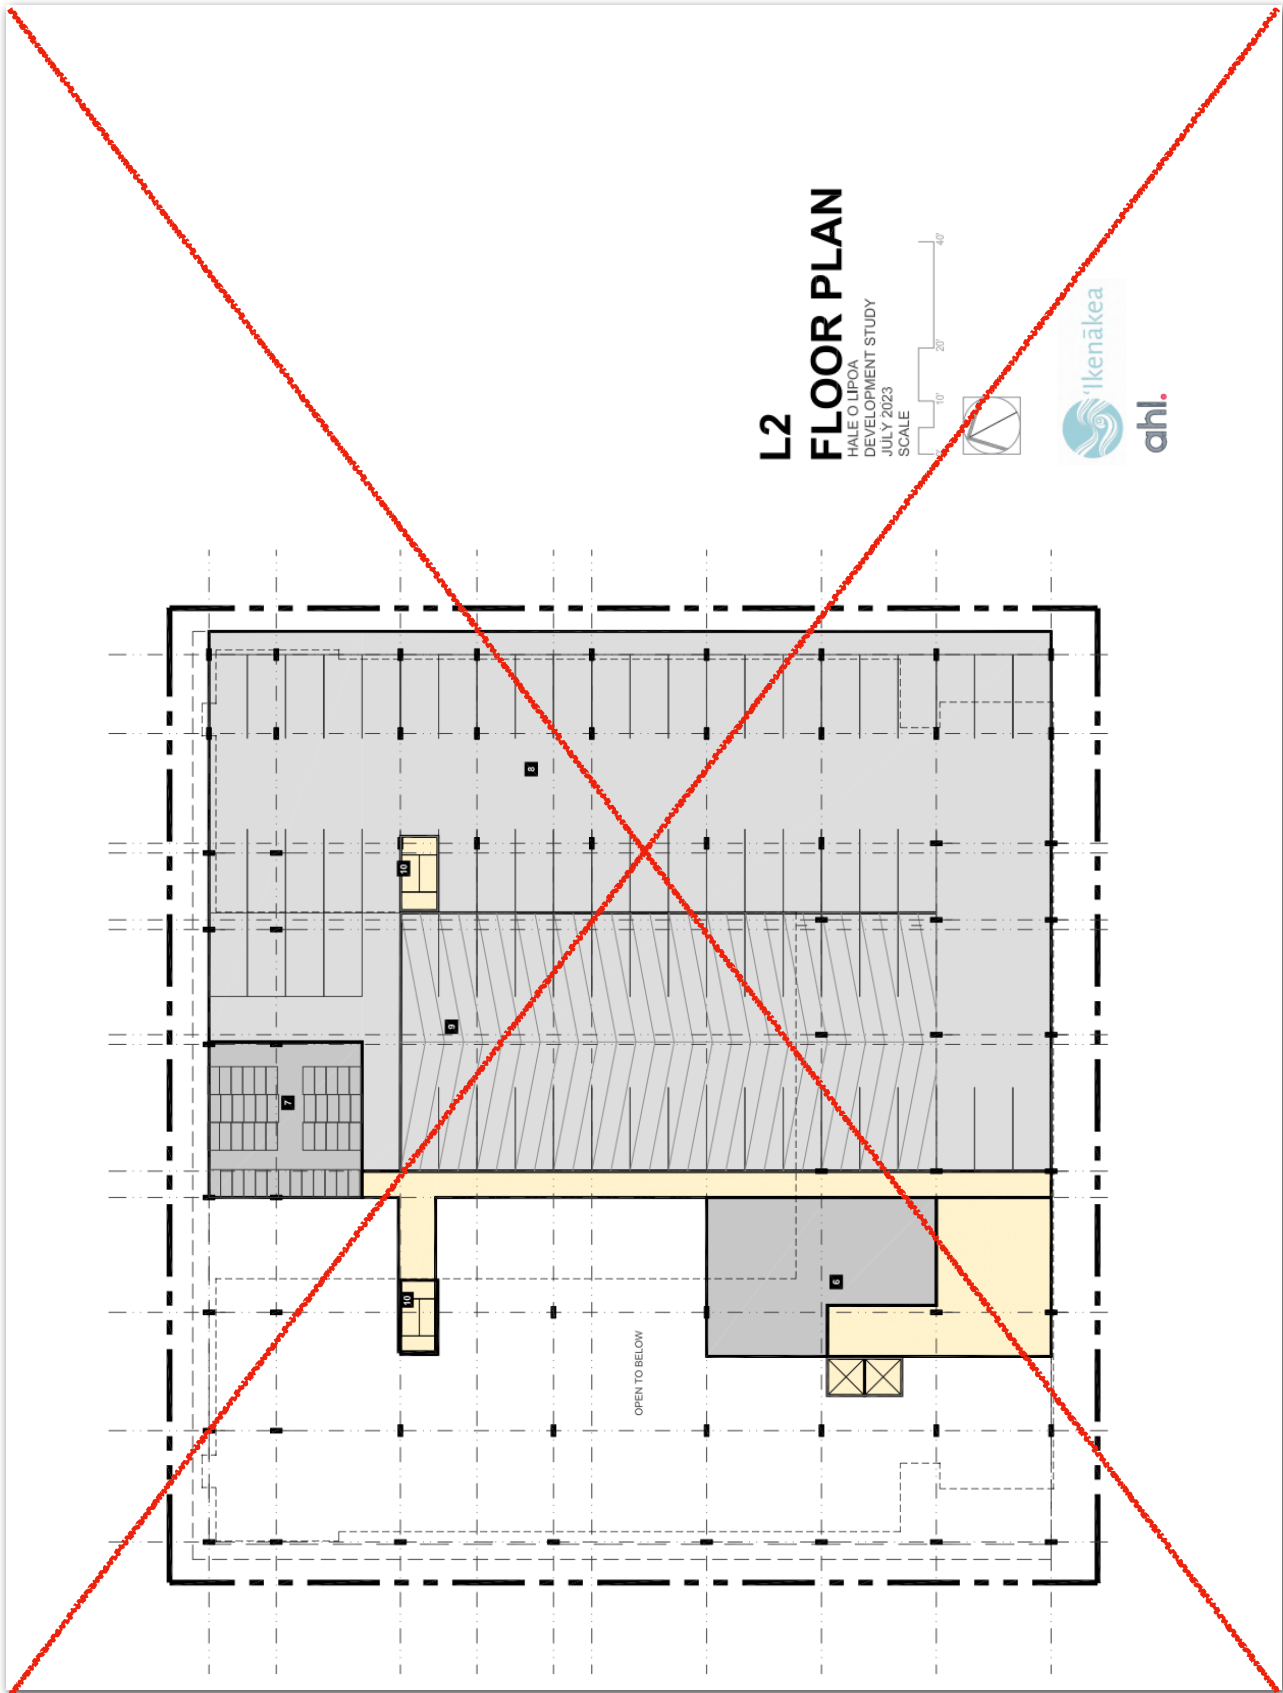 L2
FLOOR PLAN
HALE O LIPOA
DEVELOPMENT STUDY
JULY 2023
SCALE
10'
20'
40'
'Ikenākea
ahl.
8
10
9
7
6
10
OPEN TO BELOW